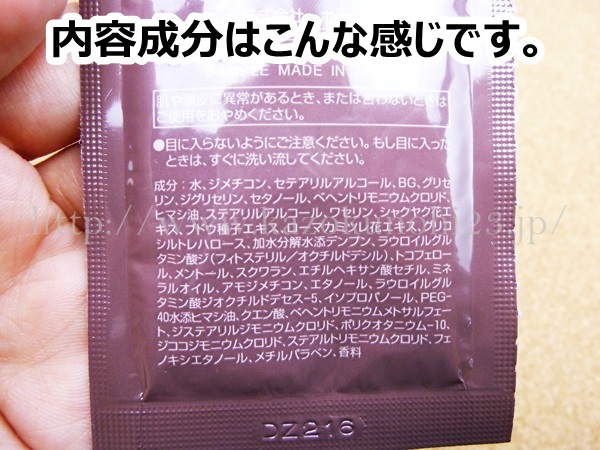 内容成分はこんな感じです。
SAMPLE MADE IN
肌や頭皮に異常があるとき、または合わないときは
ご使用をおやめください。
●目に入らないようにご注意ください。もし目に入った
ときは、すぐに洗い流してください。
成分：水、ジメチコン、セテアリルアルコール、BG、グリセ
リン、ジグリセリン、セタノール、ベヘントリモニウムクロリド、
ヒマシ油、ステアリン酸グリセリン、シャクヤク花エ
キス、種子エキス、ローマカミツレ花エキス、グリコ
シルトレハロース、加水分解水添デンプン、ラウロイルグ
ルタミン酸ジ(フィトステリル/オクチルドデシル)、トコフェロ
ール、メントール、スクワラン、エチルヘキサン酸セチル、ミネ
ラルオイル、アモジメチコン、エタノール、ラウロイルグル
タミン酸ジオクチルドデセス-5、イソプロパノール、PEG-
40水添ヒマシ油、クエン酸、ベヘントリモニウムメトサルフェー
ト、ジステアリルジモニウムクロリド、ポリクオタニウム-10、
ジココジモニウムクロリド、ステアルトリモニウムクロリド、フェ
ノキシエタノール、メチルパラベン、香料
DZ216